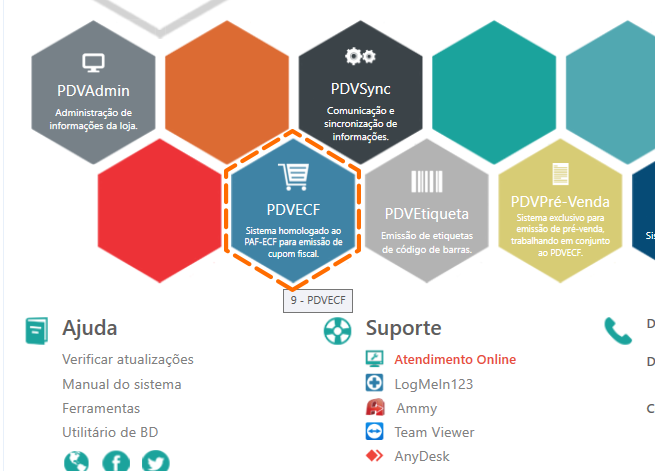 PDVAdmin
Administração de
informações da loja.
PDVSync
Comunicação e
sincronização de
informações.
PDVECF
Sistema homologado ao
PAF-ECF para emissão de
cupom fiscal.
PDVEtiqueta
Emissão de etiquetas
de código de barras.
PDVPré-Venda
Sistema exclusivo para
emissão de pré-venda,
trabalhando em conjunto
ao PDVECF.
Sis
9 - PDVECF
Ajuda
Verificar atualizações
Manual do sistema
Ferramentas
Utilitário de BD
Suporte
Atendimento Online
LogMeIn123
Ammy
Team Viewer
AnyDesk
D
D
C